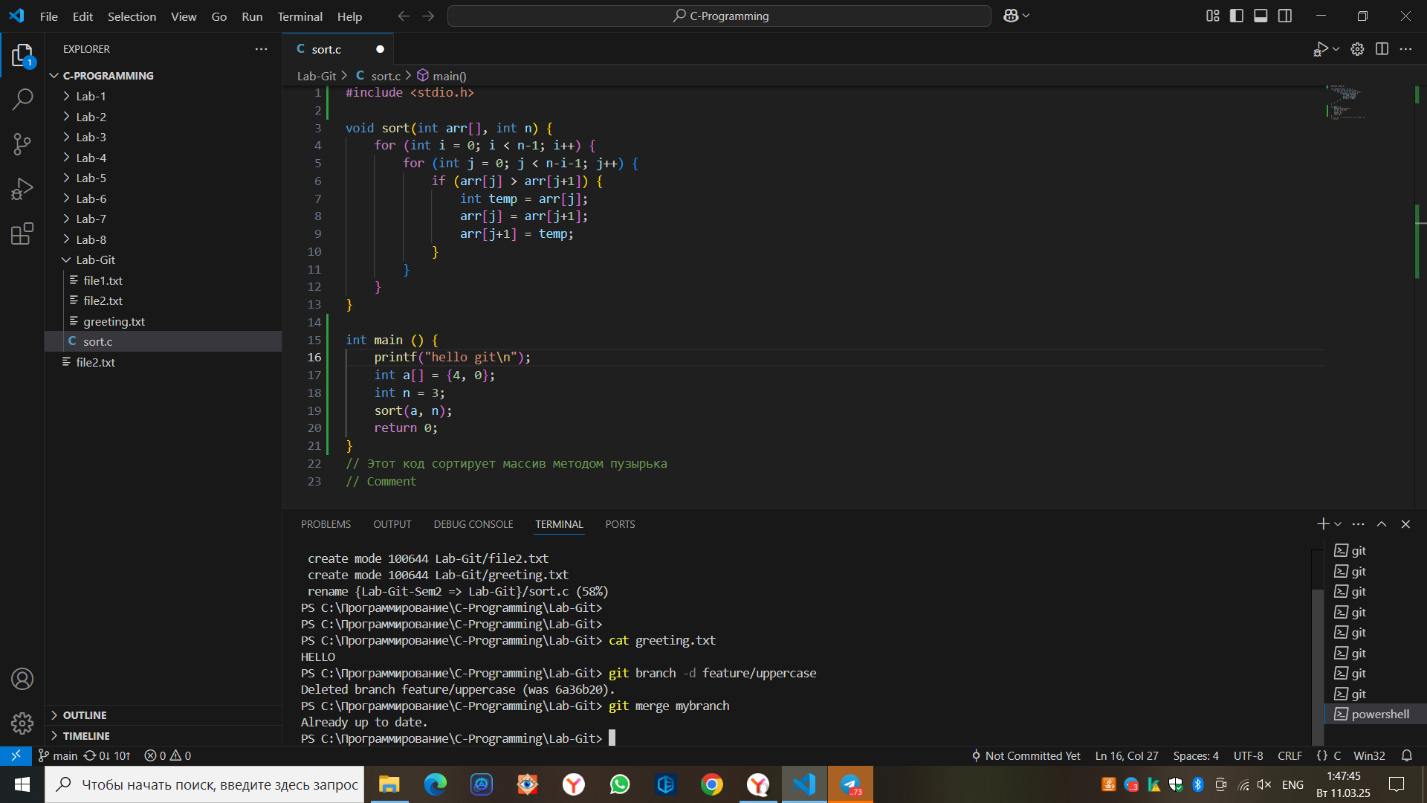 File Edit Selection View Go Run Terminal Help
C-Programming
EXPLORER
1
C-PROGRAMMING
Lab-1
Lab-2
Lab-3
Lab-4
Lab-5
Lab-6
Lab-7
Lab-8
Lab-Git
file1.txt
file2.txt
greeting.txt
C sort.c
file2.txt
OUTLINE
TIMELINE
C sort.c
Lab-Git > C sort.c > main()
1 #include <stdio.h>
2
3 void sort(int arr[], int n) {
4 for (int i = 0; i < n-1; i++) {
5 for (int j = 0; j < n-i-1; j++) {
6 if (arr[j] > arr[j+1]) {
7 int temp = arr[j];
8 arr[j] = arr[j+1];
9 arr[j+1] = temp;
10 }
11 }
12 }
13 }
14
15 int main () {
16 printf("hello git\n");
17 int a[] = {4, 0};
18 int n = 3;
19 sort(a, n);
20 return 0;
21 }
22 // Этот код сортирует массив методом пузырька
23 // Comment
PROBLEMS OUTPUT DEBUG CONSOLE TERMINAL PORTS
create mode 100644 Lab-Git/file2.txt
create mode 100644 Lab-Git/greeting.txt
rename {Lab-Git-Sem2 => Lab-Git}/sort.c (58%)
PS C:\Программирование\C-Programming\Lab-Git>
PS C:\Программирование\C-Programming\Lab-Git>
PS C:\Программирование\C-Programming\Lab-Git> cat greeting.txt
HELLO
PS C:\Программирование\C-Programming\Lab-Git> git branch -d feature/uppercase
Deleted branch feature/uppercase (was 6a36b20).
PS C:\Программирование\C-Programming\Lab-Git> git merge mybranch
Already up to date.
PS C:\Программирование\C-Programming\Lab-Git>
git
git
git
git
git
git
git
git
powershell
main 0↓ 10↑ 0 0
Not Committed Yet Ln 16, Col 27 Spaces: 4 UTF-8 CRLF {} C Win32
Чтобы начать поиск, введите здесь запрос
ENG
1:47:45
Вт 11.03.25